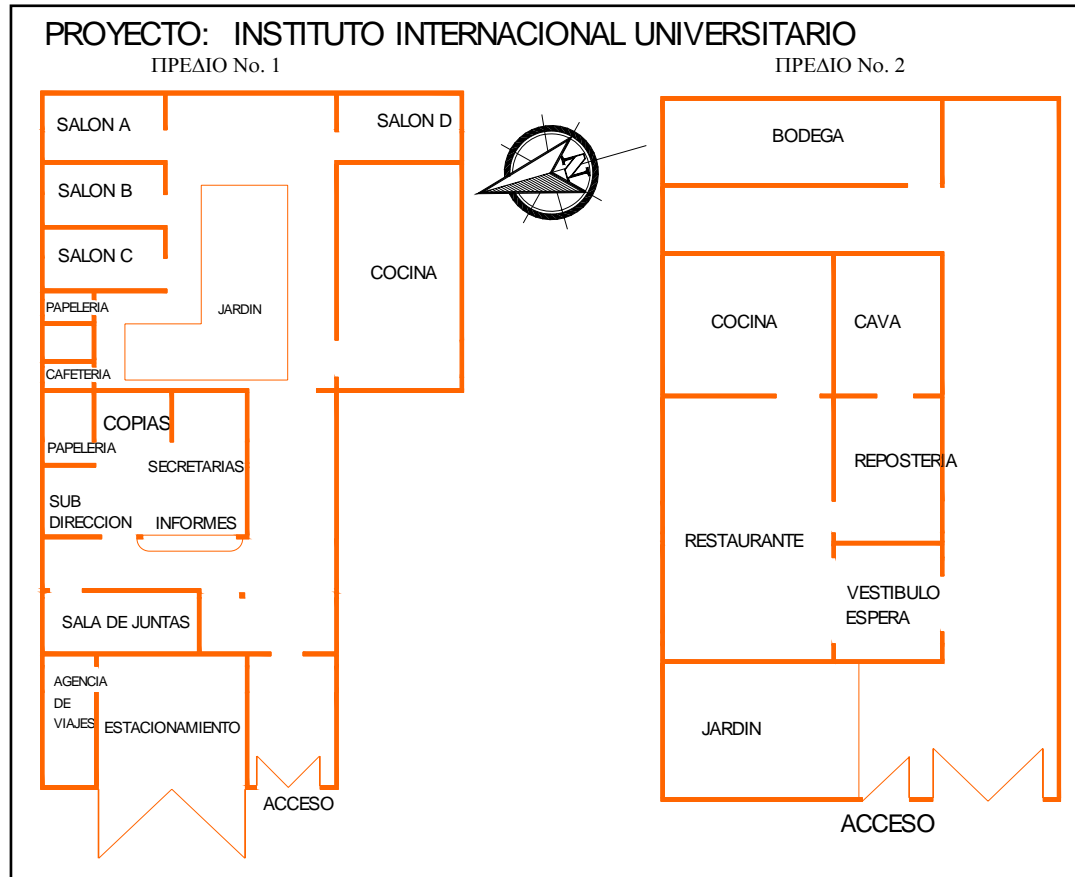 PROYECTO: INSTITUTO INTERNACIONAL UNIVERSITARIO
ΠΡΕΔΙΟ No. 1
ΠΡΕΔΙΟ No. 2
SALON A
SALON D
SALON B
SALON C
COCINA
PAPELERIA
JARDIN
CAFETERIA
COPIAS
PAPELERIA
SECRETARIAS
SUB
DIRECCION
INFORMES
SALA DE JUNTAS
AGENCIA
DE
VIAJES
ESTACIONAMIENTO
ACCESO
N
BODEGA
COCINA
CAVA
REPOSTERIA
RESTAURANTE
VESTIBULO
ESPERA
JARDIN
ACCESO